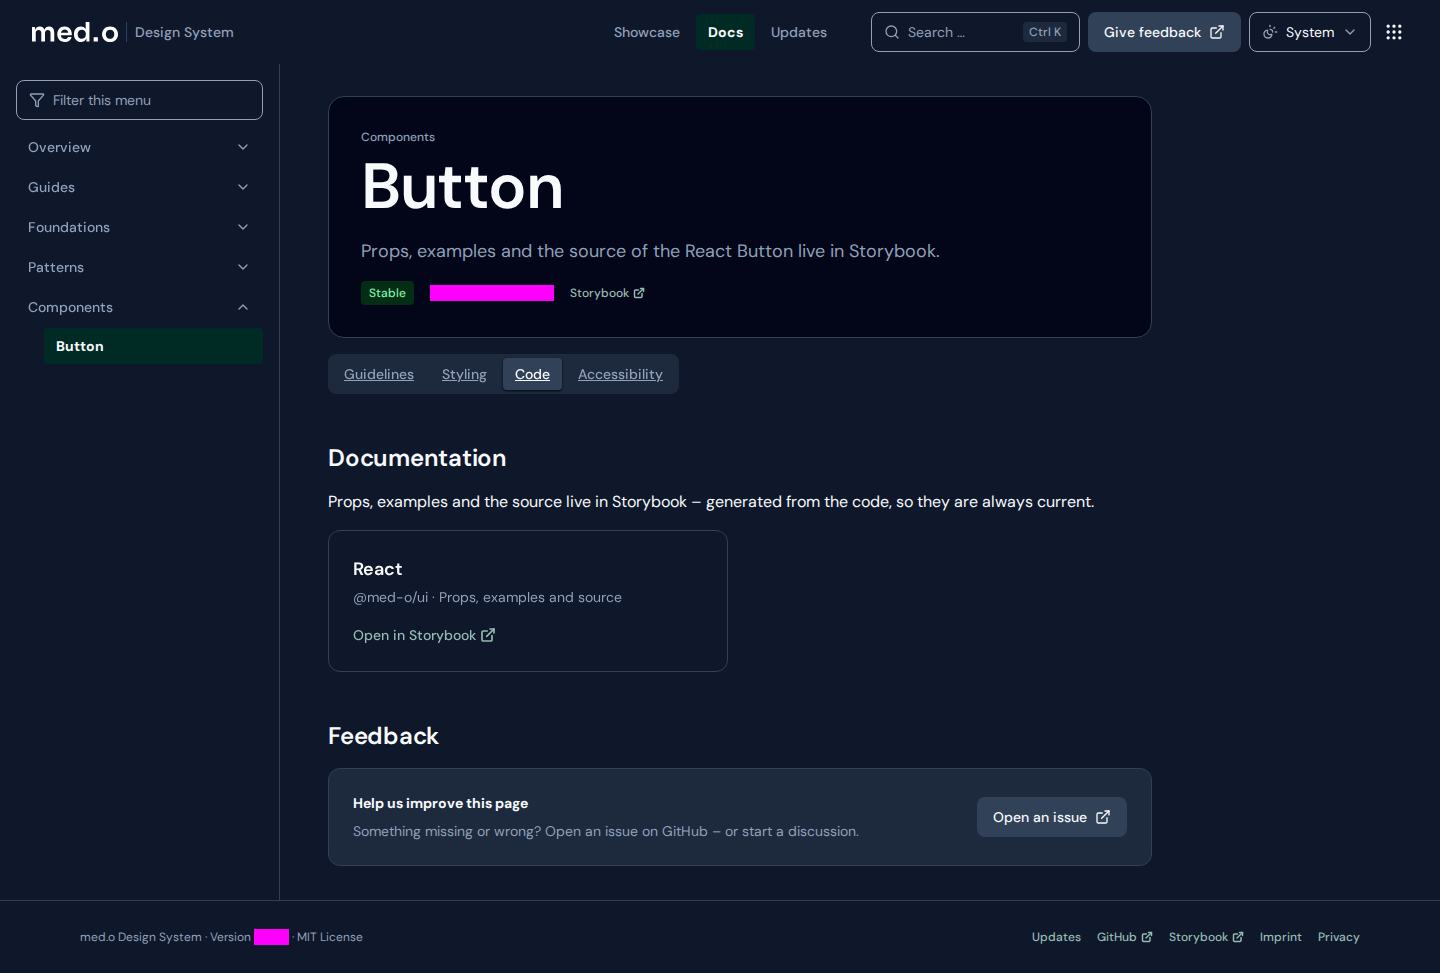 med.o Design System Showcase Docs Updates Search ... Ctrl K Give feedback System
Filter this menu
Overview
Guides
Foundations
Patterns
Components
Button
Components
Button
Props, examples and the source of the React Button live in Storybook.
Stable Storybook
Guidelines Styling Code Accessibility
Documentation
Props, examples and the source live in Storybook – generated from the code, so they are always current.
React
@med-o/ui · Props, examples and source
Open in Storybook
Feedback
Help us improve this page
Something missing or wrong? Open an issue on GitHub – or start a discussion.
Open an issue
med.o Design System · Version · MIT License
Updates GitHub Storybook Imprint Privacy